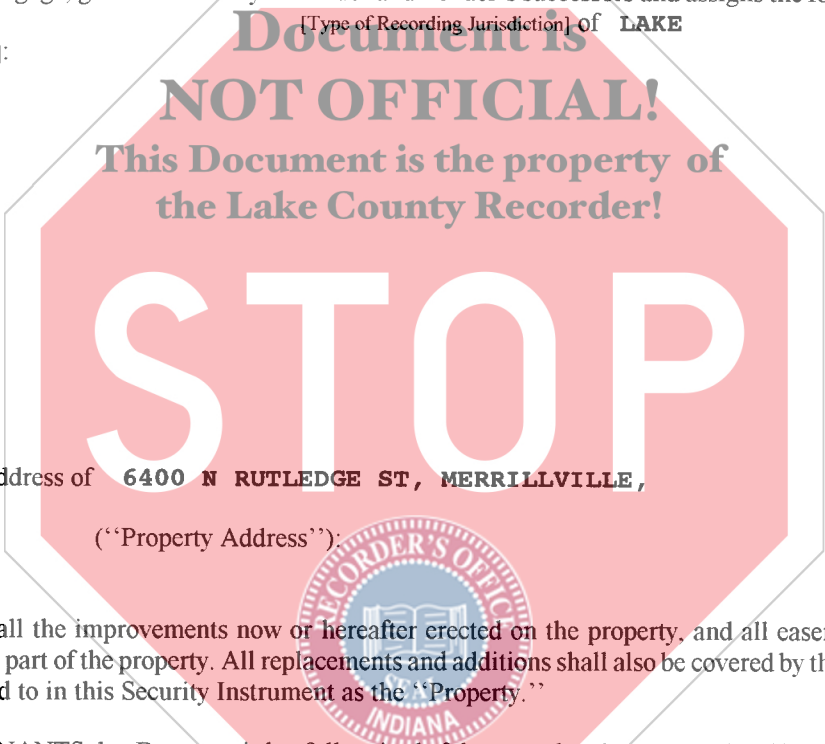 [Type of Recording Jurisdiction] of LAKE
Document is
NOT OFFICIAL!
This Document is the property of
the Lake County Recorder!
STOP
ddress of 6400 N RUTLEDGE ST, MERRILLVILLE,
(‘‘Property Address’’):
RECORDER'S OFFICE
all the improvements now or hereafter erected on the property, and all
part of the property. All replacements and additions shall also be covered by
d to in this Security Instrument as the ‘‘Property.’’
SEAL
INDIANA